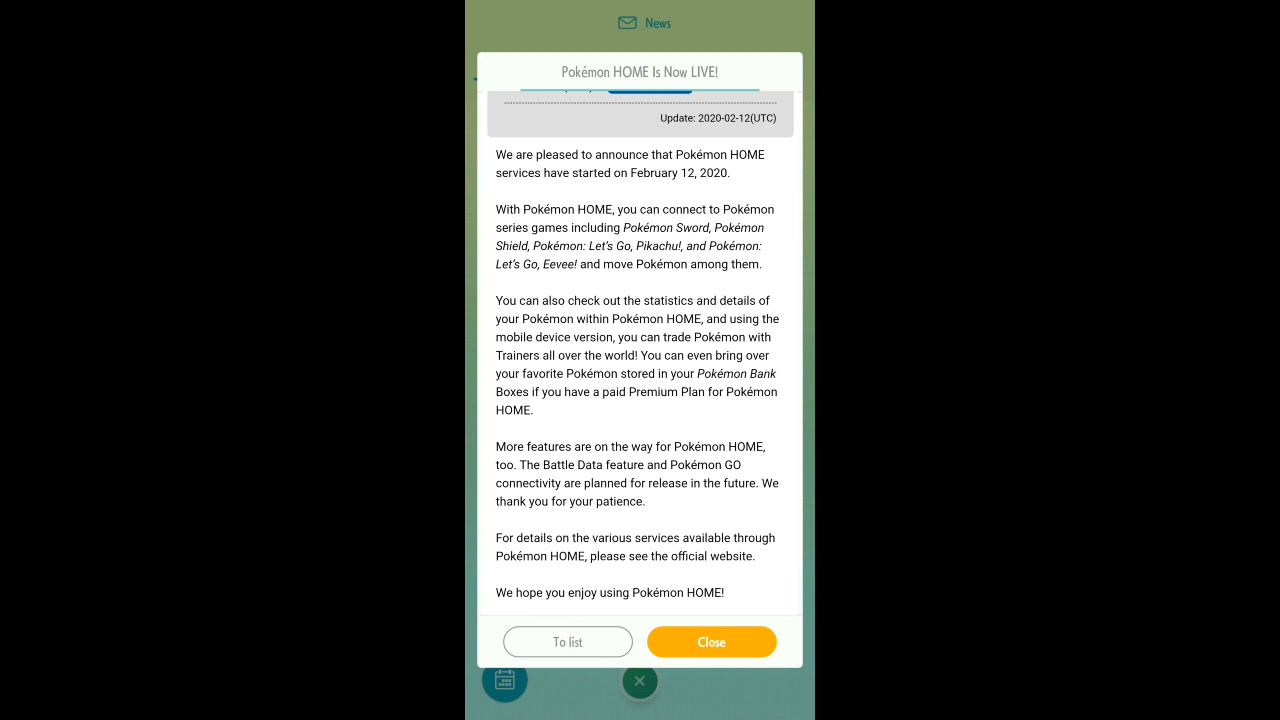 News
Pokémon HOME Is Now LIVE!
Update: 2020-02-12(UTC)
We are pleased to announce that Pokémon HOME
services have started on February 12, 2020.
With Pokémon HOME, you can connect to Pokémon
series games including Pokémon Sword, Pokémon
Shield, Pokémon: Let's Go, Pikachu!, and Pokémon:
Let's Go, Eevee! and move Pokémon among them.
You can also check out the statistics and details of
your Pokémon within Pokémon HOME, and using the
mobile device version, you can trade Pokémon with
Trainers all over the world! You can even bring over
your favorite Pokémon stored in your Pokémon Bank
Boxes if you have a paid Premium Plan for Pokémon
HOME.
More features are on the way for Pokémon HOME,
too. The Battle Data feature and Pokémon GO
connectivity are planned for release in the future. We
thank you for your patience.
For details on the various services available through
Pokémon HOME, please see the official website.
We hope you enjoy using Pokémon HOME!
To list
Close